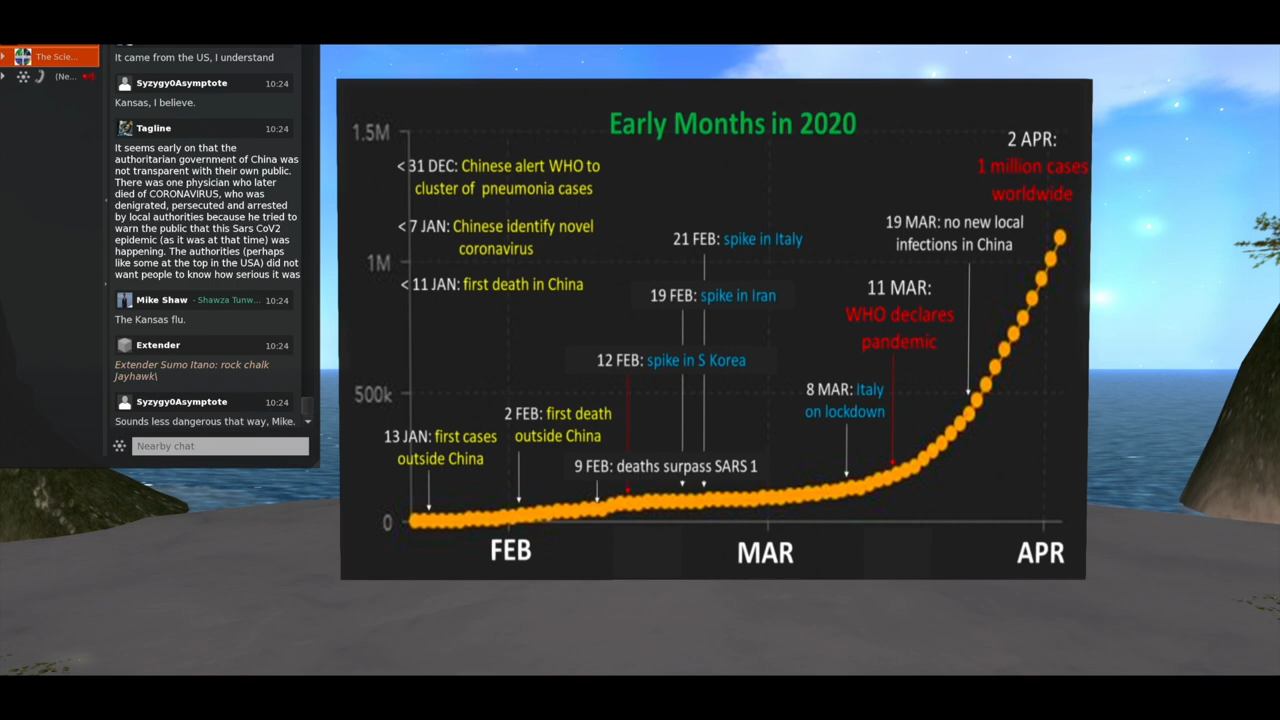 The Scie...
(Ne...
It came from the US, I understand
Syzygy0Asymptote 10:24
Kansas, I believe.
Tagline 10:24
It seems early on that the
authoritarian government of China was
not transparent with their own public.
There was one physician who later
died of CORONAVIRUS, who was
denigrated, persecuted and arrested
by local authorities because he tried to
warn the public that this Sars CoV2
epidemic (as it was at that time) was
happening. The authorities (perhaps
like some at the top in the USA) did not
want people to know how serious it was
Mike Shaw - Shawza Tunw... 10:24
The Kansas flu.
Extender 10:24
Extender Sumo Itano: rock chalk
Jayhawk\
Syzygy0Asymptote 10:24
Sounds less dangerous that way, Mike.
Nearby chat
Early Months in 2020
1.5M
1M
500k
0
< 31 DEC: Chinese alert WHO to
cluster of pneumonia cases
< 7 JAN: Chinese identify novel
coronavirus
< 11 JAN: first death in China
13 JAN: first cases
outside China
2 FEB: first death
outside China
9 FEB: deaths surpass SARS 1
12 FEB: spike in S Korea
19 FEB: spike in Iran
21 FEB: spike in Italy
8 MAR: Italy
on lockdown
11 MAR:
WHO declares
pandemic
19 MAR: no new local
infections in China
2 APR:
1 million cases
worldwide
FEB
MAR
APR